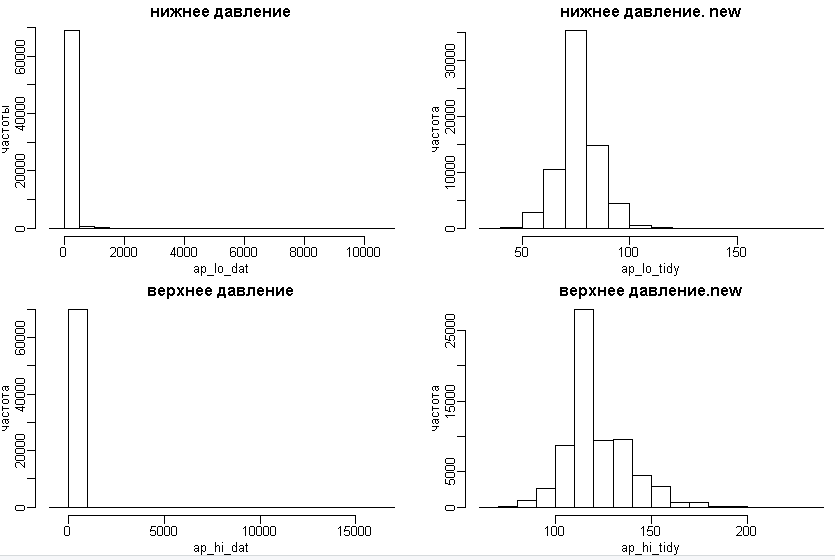 нижнее давление
частоты
0 20000 40000 60000
0 2000 4000 6000 8000 10000
ap_lo_dat
нижнее давление. new
частота
0 10000 20000 30000
50 100 150
ap_lo_tidy
верхнее давление
частота
0 20000 40000 60000
0 5000 10000 15000
ap_hi_dat
верхнее давление.new
частота
0 5000 15000 25000
100 150 200
ap_hi_tidy